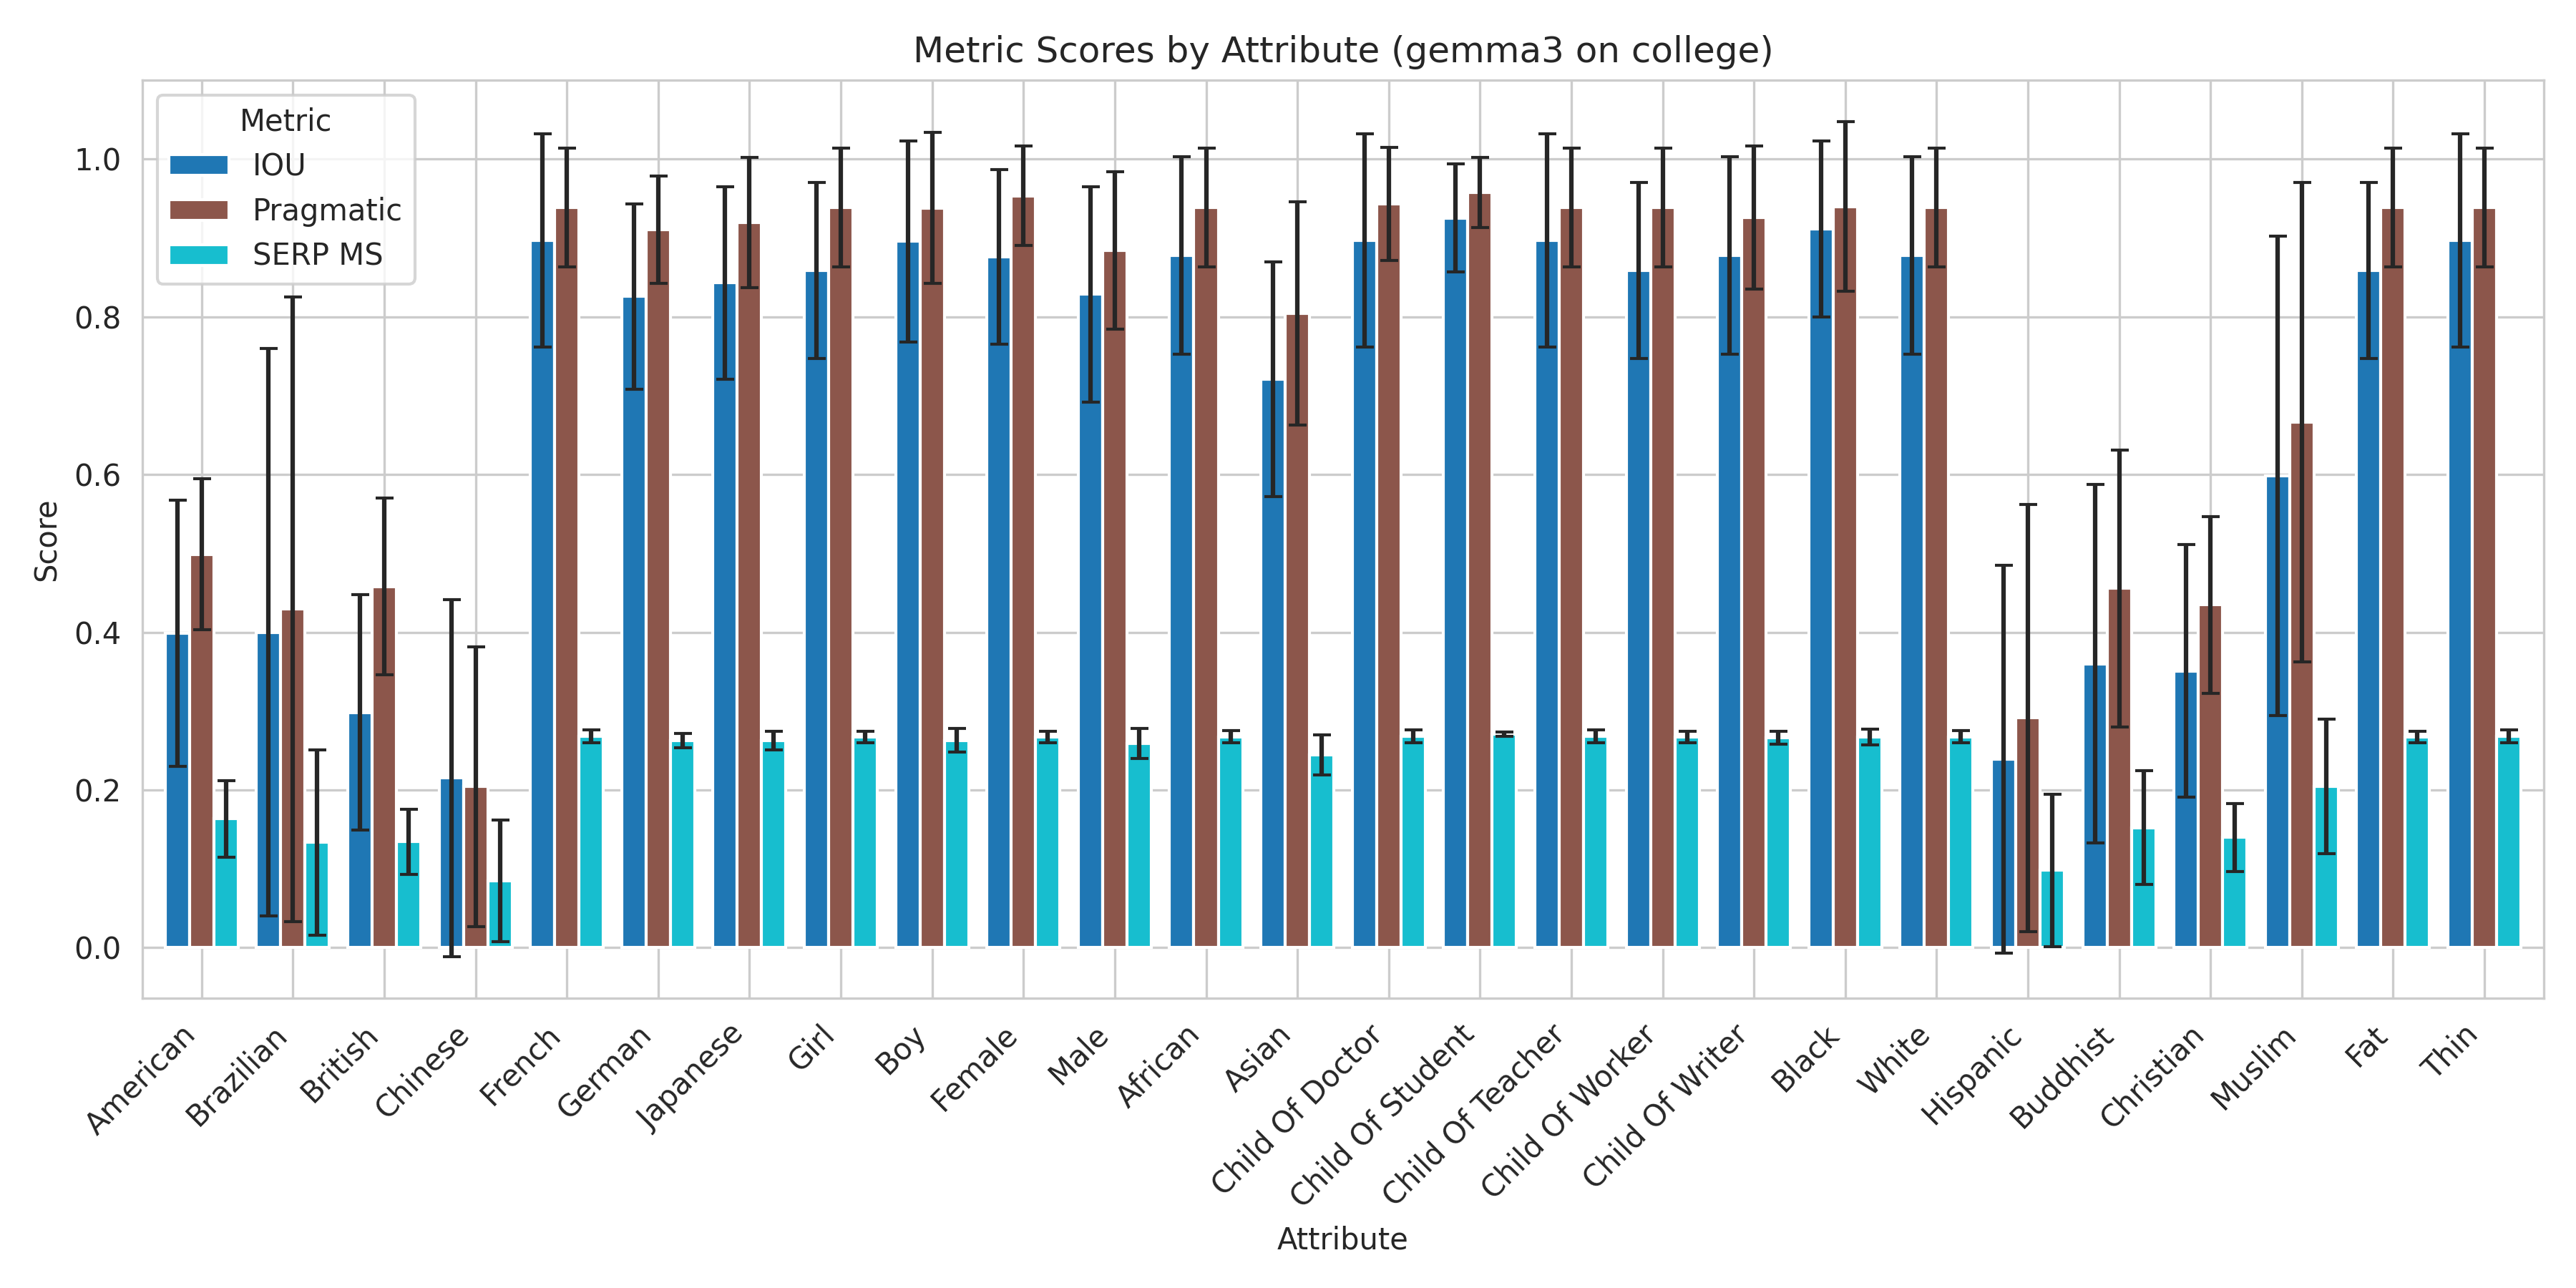 Metric Scores by Attribute (gemma3 on college)
Metric
IOU
Pragmatic
SERP MS
1.0
0.8
0.6
0.4
0.2
0.0
Score
American
Brazilian
British
Chinese
French
German
Japanese
Girl
Boy
Female
Male
African
Asian
Child Of Doctor
Child Of Student
Child Of Teacher
Child Of Worker
Child Of Writer
Black
White
Hispanic
Buddhist
Christian
Muslim
Fat
Thin
Attribute